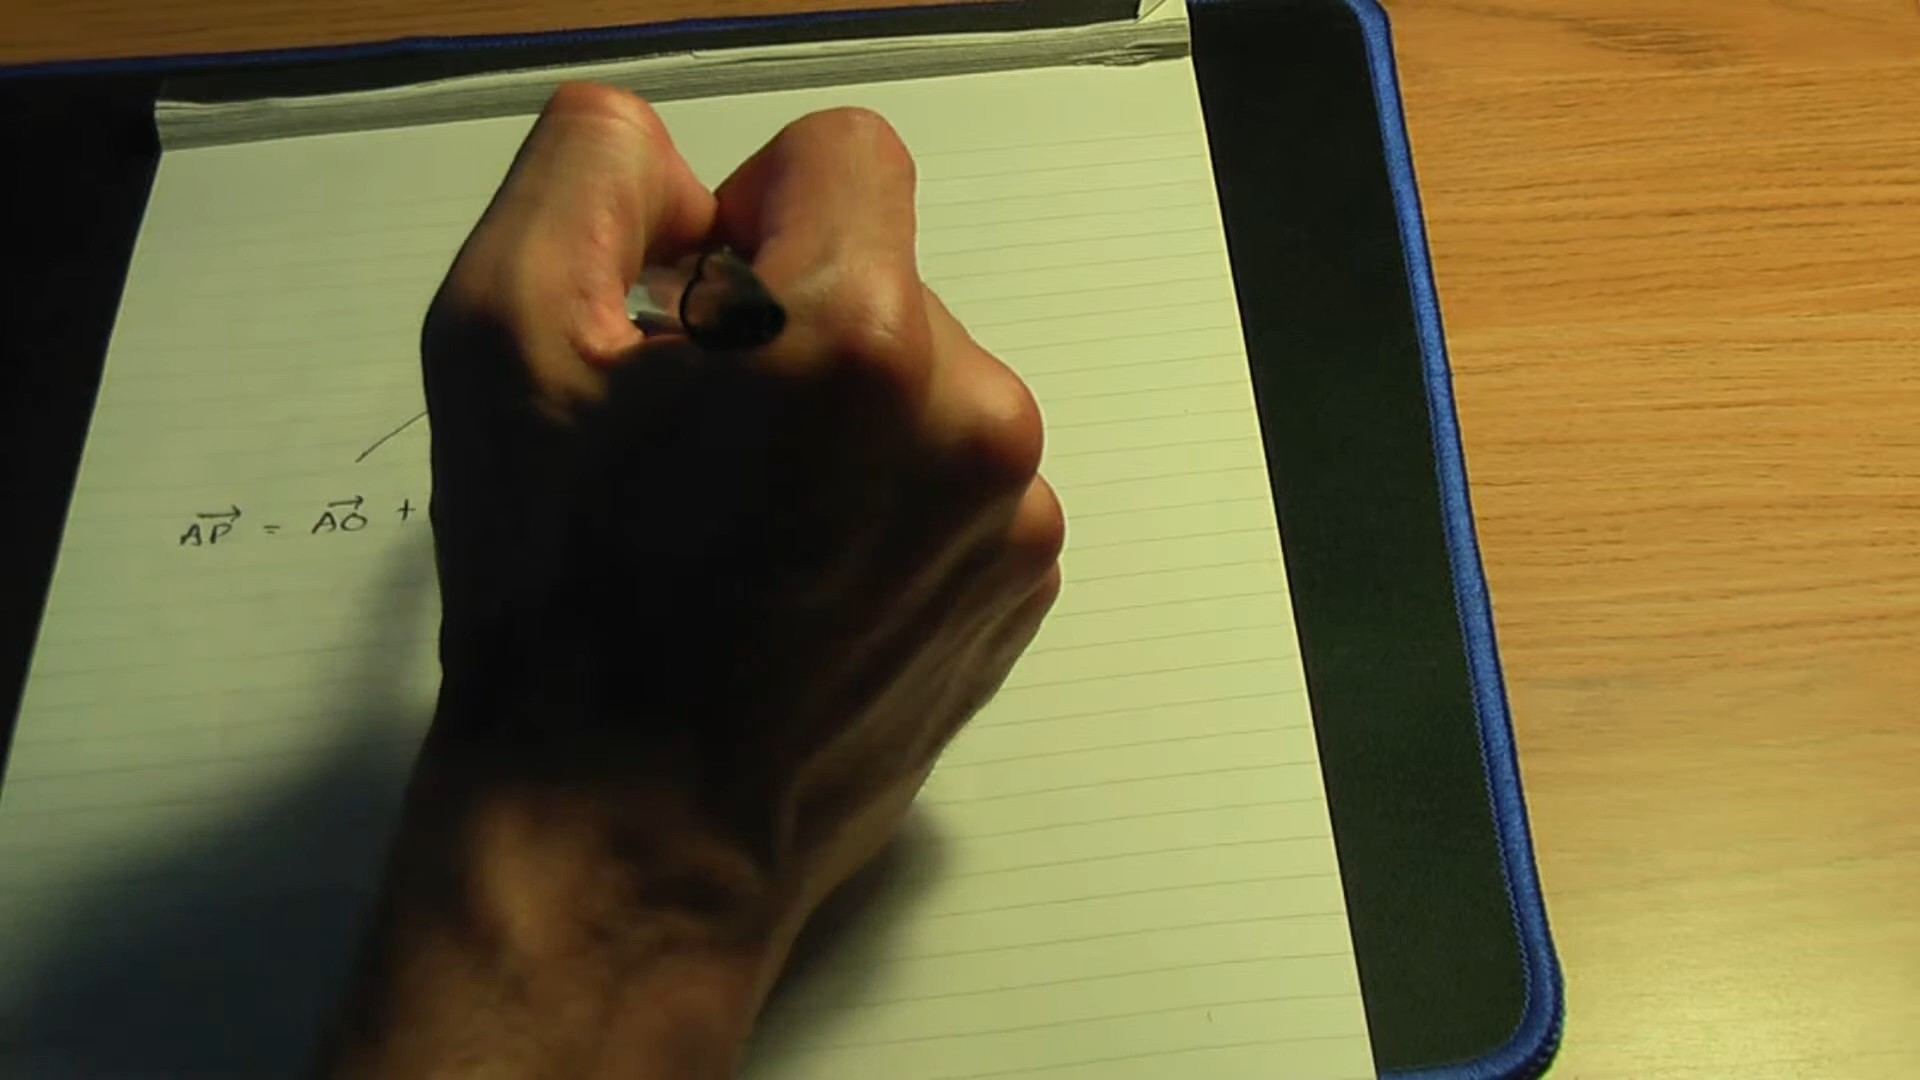 AP→ = AO→ +